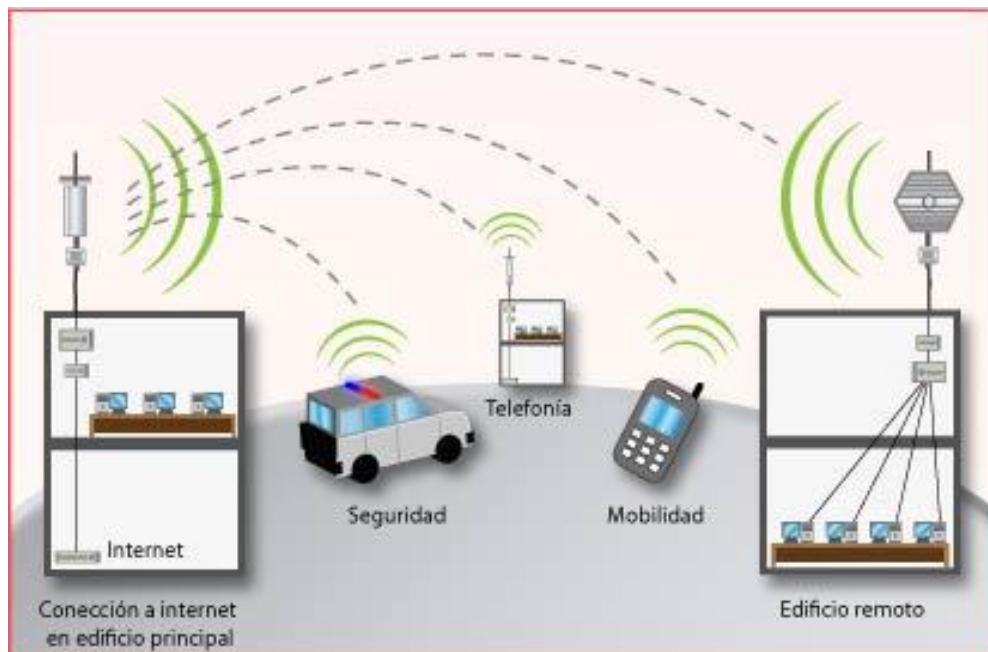 Telefonía
Seguridad
Mobilidad
Internet
Conección a internet
en edificio principal
Edificio remoto